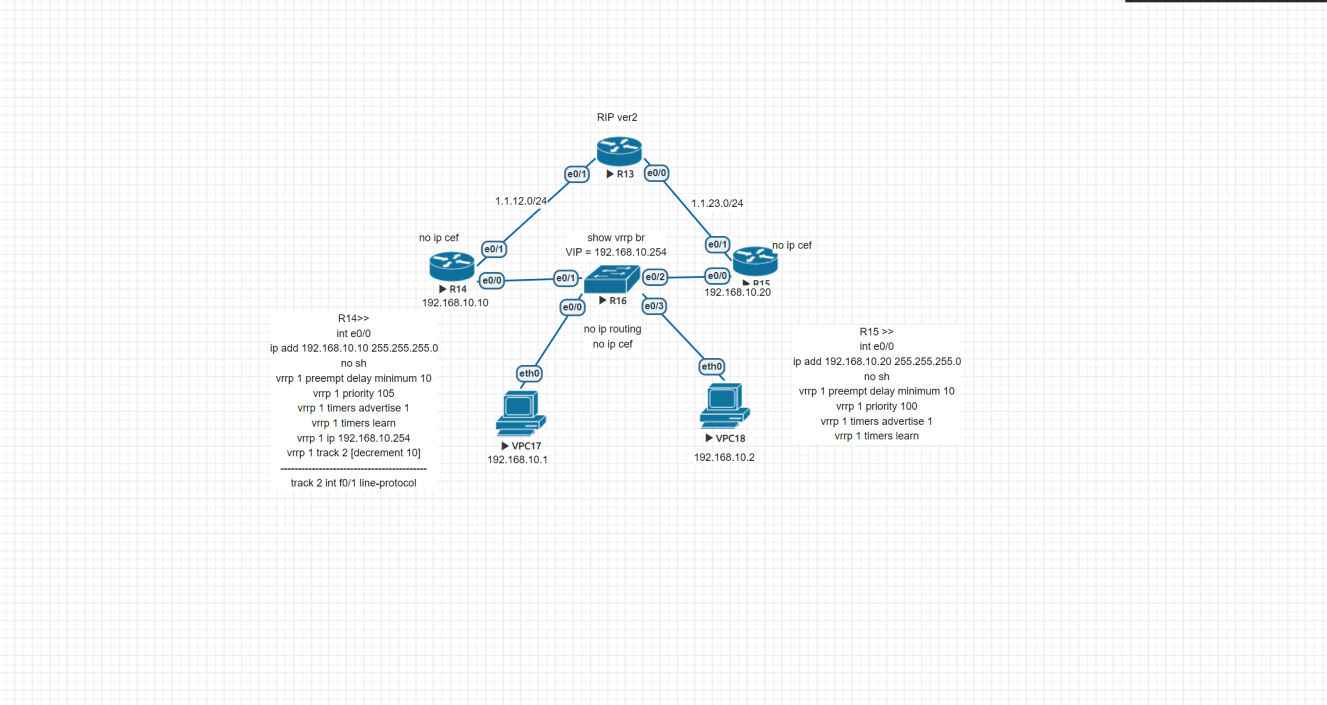 RIP ver2
R13
e0/1
e0/0
1.1.12.0/24
1.1.23.0/24
no ip cef
e0/1
show vrrp br
VIP = 192.168.10.254
e0/1
no ip cef
R14
e0/0
e0/1
R16
e0/2
e0/0
R15
192.168.10.10
192.168.10.20
e0/0
e0/3
no ip routing
no ip cef
R14>>
int e0/0
ip add 192.168.10.10 255.255.255.0
no sh
vrrp 1 preempt delay minimum 10
vrrp 1 priority 105
vrrp 1 timers advertise 1
vrrp 1 timers learn
vrrp 1 ip 192.168.10.254
vrrp 1 track 2 [decrement 10]
--------------------------------------------
track 2 int f0/1 line-protocol
eth0
VPC17
192.168.10.1
eth0
VPC18
192.168.10.2
R15 >>
int e0/0
ip add 192.168.10.20 255.255.255.0
no sh
vrrp 1 preempt delay minimum 10
vrrp 1 priority 100
vrrp 1 timers advertise 1
vrrp 1 timers learn